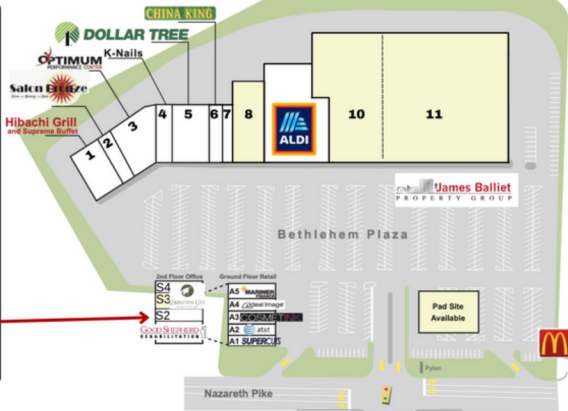 CHINA KING
DOLLAR TREE
K-Nails
OPTIMUM
PERFORMANCE CENTER
Salon Bronze
Hibachi Grill
and Supreme Buffet
1
2
3
4
5
6
7
8
ALDI
10
11
James Balliet
PROPERTY GROUP
Bethlehem Plaza
2nd Floor Office
Ground Floor Retail
S4
S3
S2
GOOD SHEPHERD
REHABILITATION
A5 MARINER
FINANCE
A4 Ideal Image
A3 COSMETINK
A2 at&t
A1 SUPERCUTS
Pad Site
Available
Pylon
Nazareth Pike